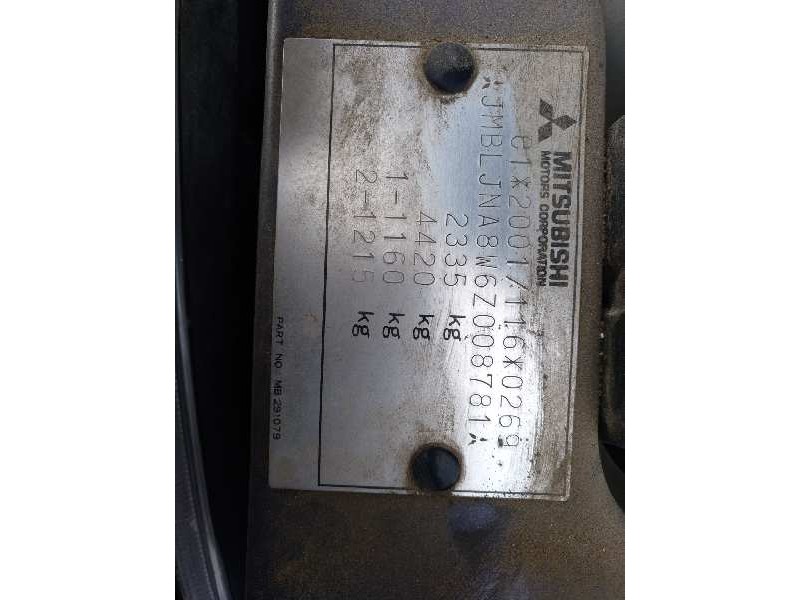 MITSUBISHI
MOTORS CORPORATION
e1*2001/116*0269
JMBLJNA8W6Z008781
2335 kg
4420 kg
1-1160 kg
2-1215 kg
PART NO. MB 291079